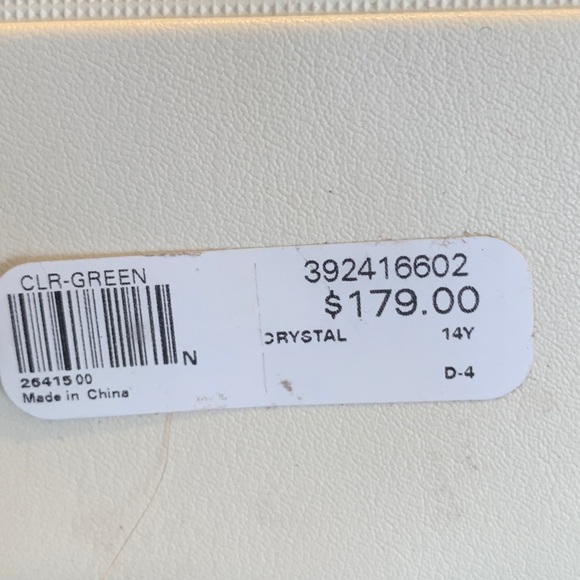 CLR-GREEN
N
2641500
Made in China
392416602
$179.00
CRYSTAL 14Y
D-4